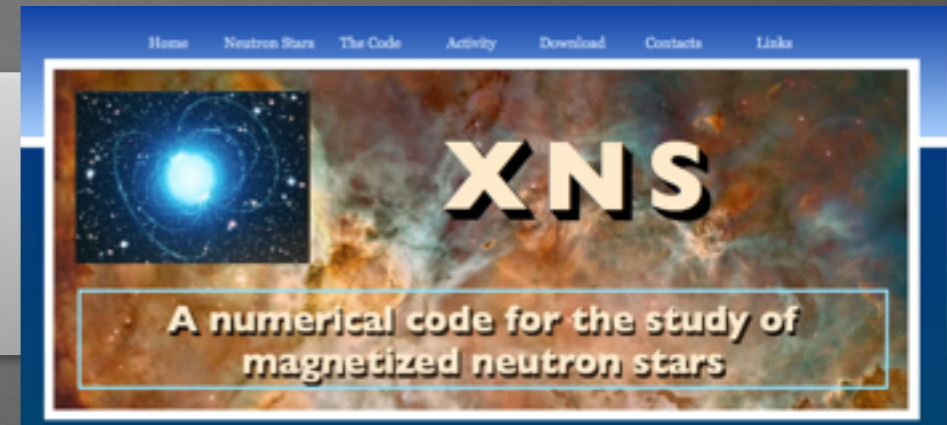 Home Neutron Stars The Code Activity Download Contacts Links
XNS
A numerical code for the study of
magnetized neutron stars